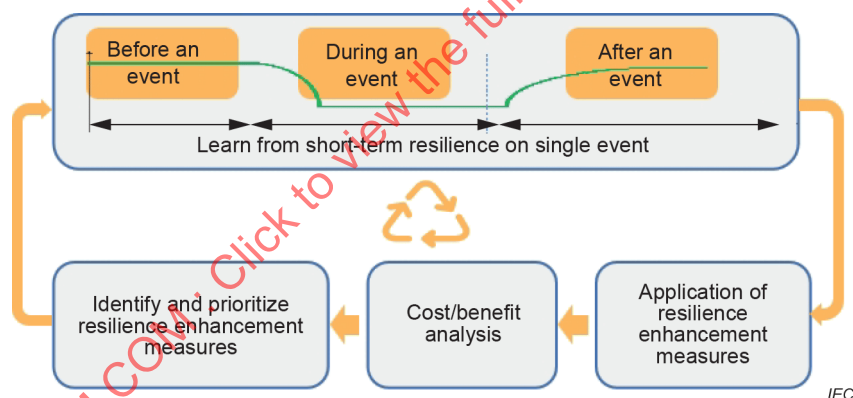 Before an
event
During an
event
After an
event
Learn from short-term resilience on single event
Identify and prioritize
resilience enhancement
measures
Cost/benefit
analysis
Application of
resilience
enhancement
measures
.COM: Click to view the full
IEC